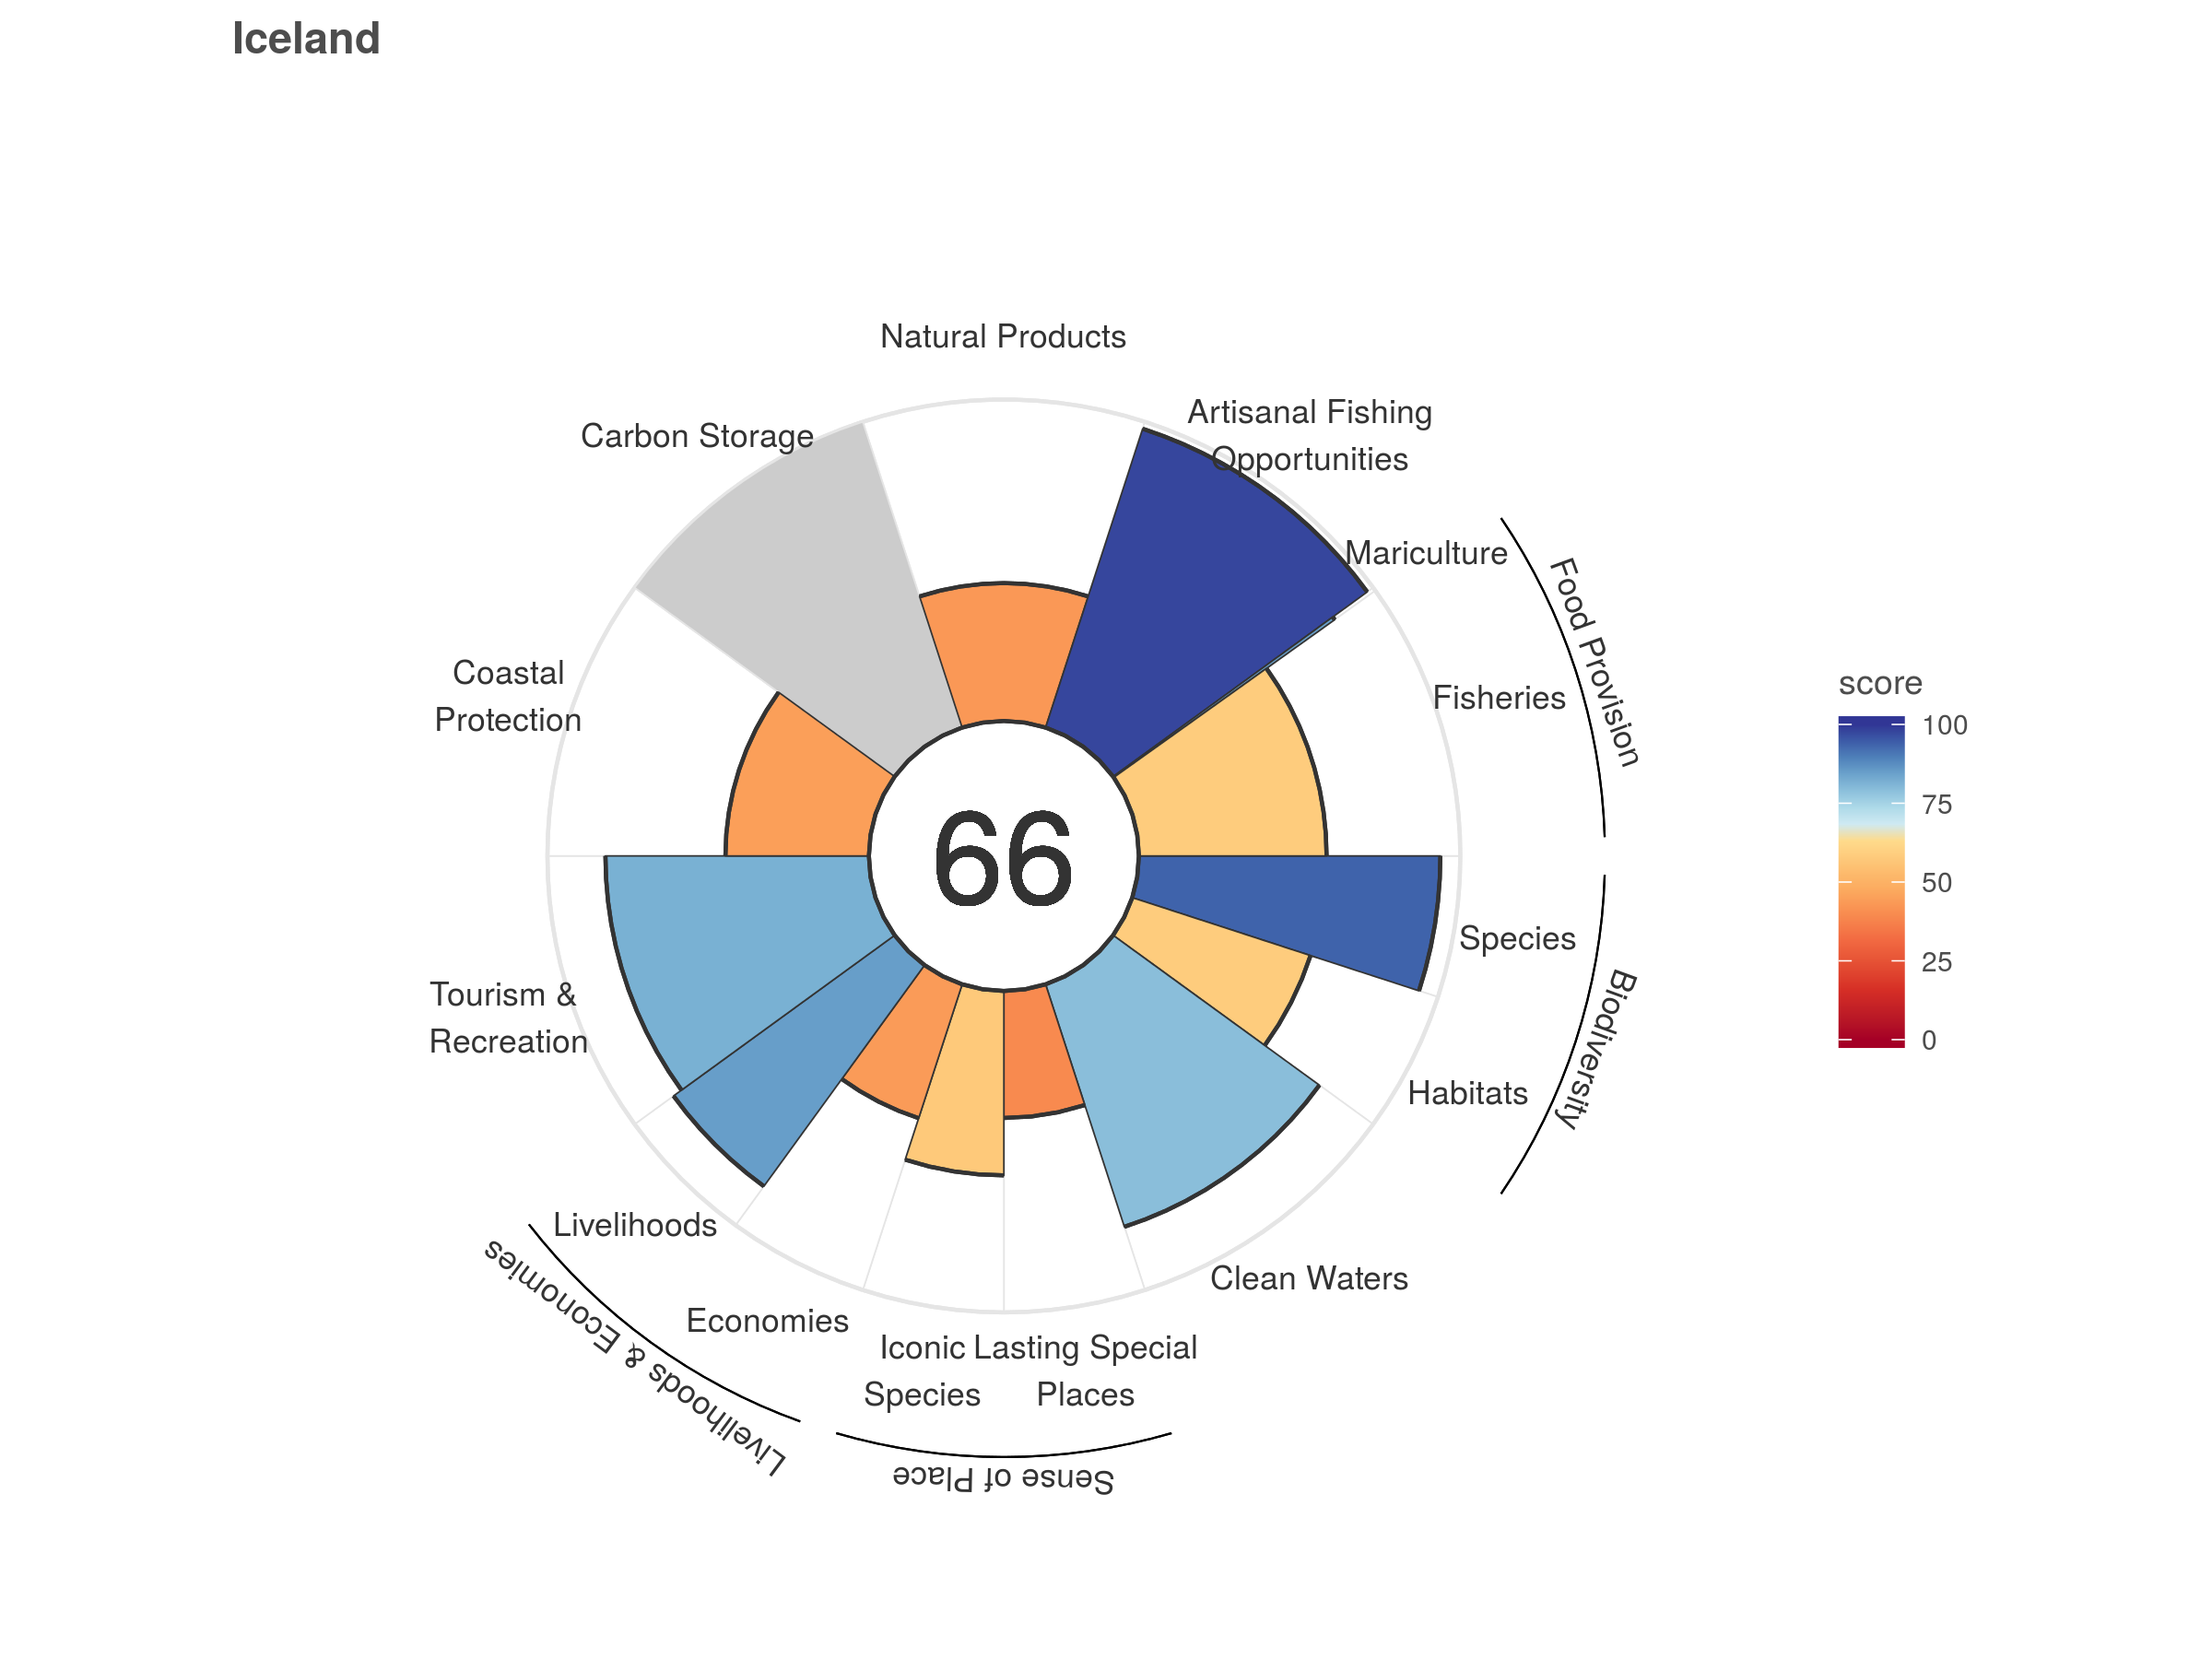 Iceland
Natural Products
Artisanal Fishing
Opportunities
Carbon Storage
Mariculture
Food Provision
Fisheries
Coastal
Protection
score
100
75
50
25
0
66
Species
Biodiversity
Tourism &
Recreation
Habitats
Livelihoods
Clean Waters
Livelihoods & Economies
Economies
Iconic
Species
Lasting Special
Places
Sense of Place